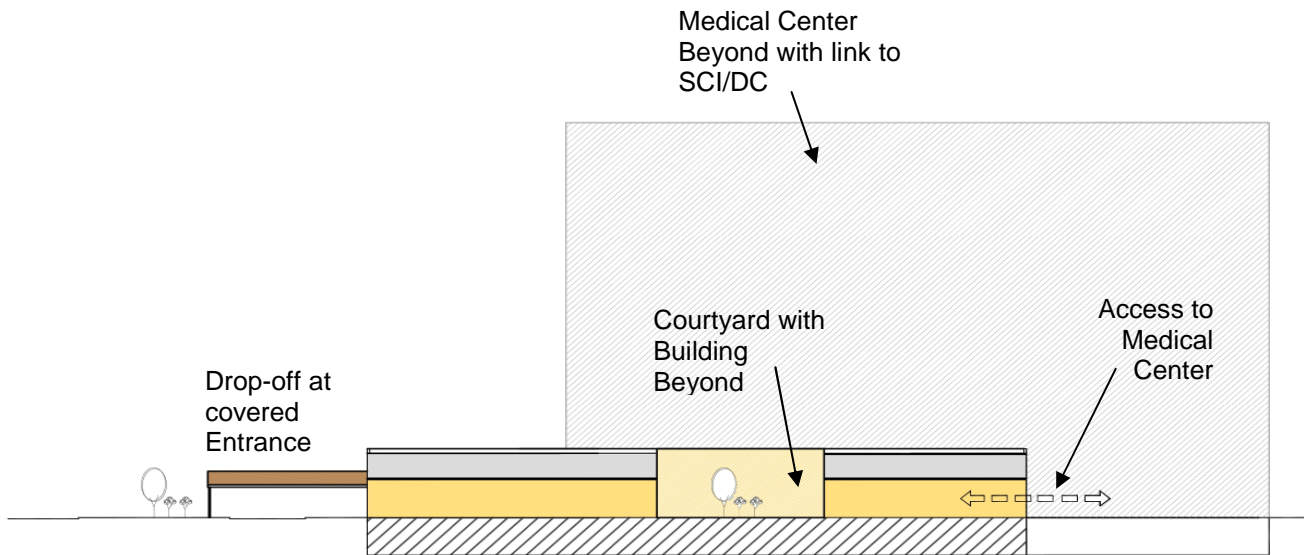 Medical Center
Beyond with link to
SCI/DC
Courtyard with
Building
Beyond
Access to
Medical
Center
Drop-off at
covered
Entrance